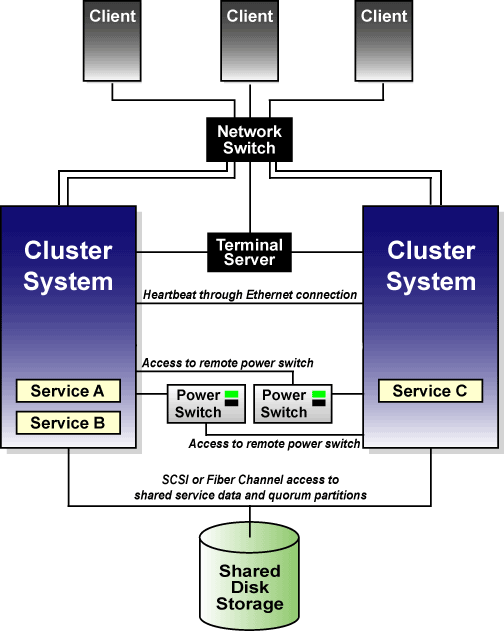 Client
Client
Client
Network
Switch
Cluster
System
Terminal
Server
Cluster
System
Heartbeat through Ethernet connection
Access to remote power switch
Service A
Service B
Power
Switch
Power
Switch
Service C
Access to remote power switch
SCSI or Fiber Channel access to
shared service data and quorum partitions
Shared
Disk
Storage